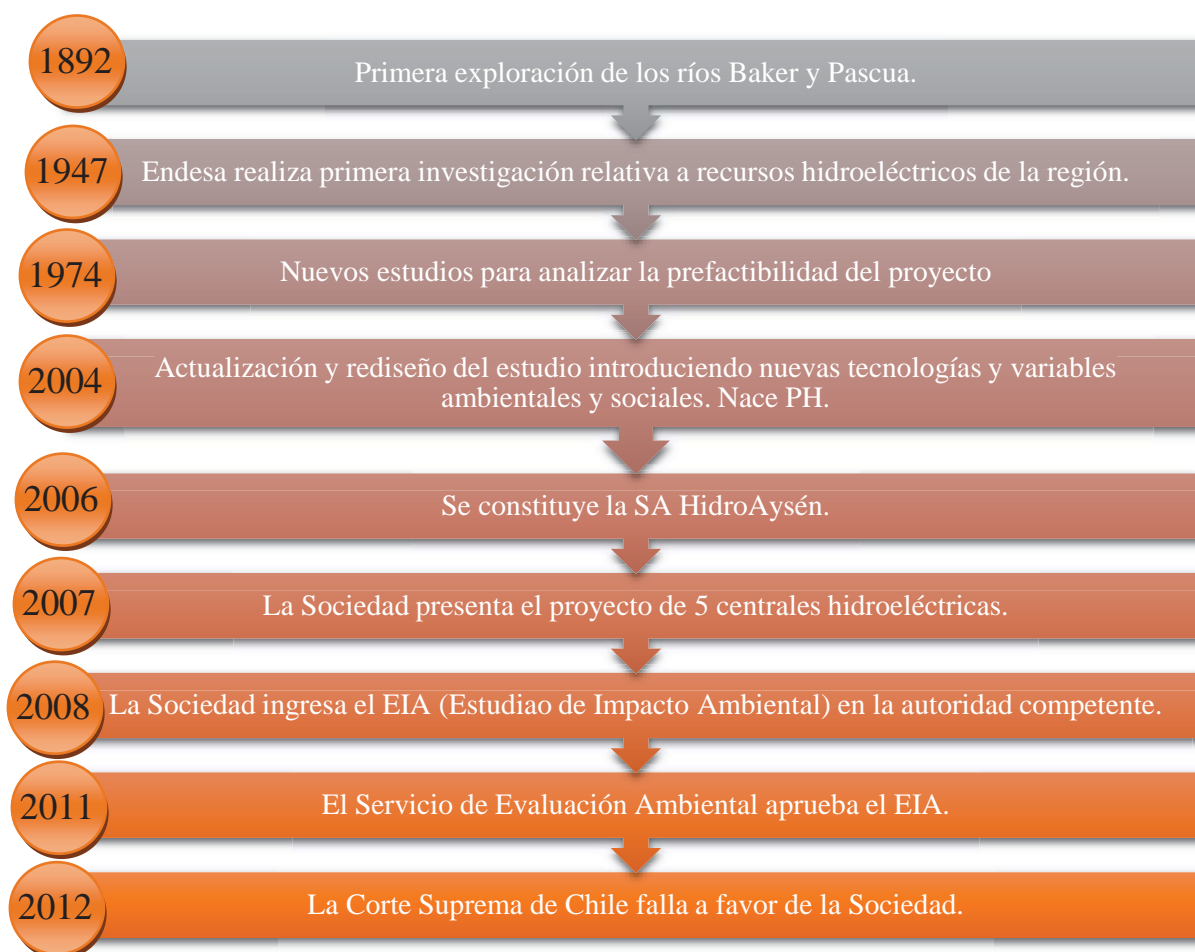 1892
Primera exploración de los ríos Baker y Pascua.
1947
Endesa realiza primera investigación relativa a recursos hidroeléctricos de la región.
1974
Nuevos estudios para analizar la prefactibilidad del proyecto
2004
Actualización y rediseño del estudio introduciendo nuevas tecnologías y variables
ambientales y sociales. Nace PH.
2006
Se constituye la SA HidroAysén.
2007
La Sociedad presenta el proyecto de 5 centrales hidroeléctricas.
2008
La Sociedad ingresa el EIA (Estudiao de Impacto Ambiental) en la autoridad competente.
2011
El Servicio de Evaluación Ambiental aprueba el EIA.
2012
La Corte Suprema de Chile falla a favor de la Sociedad.